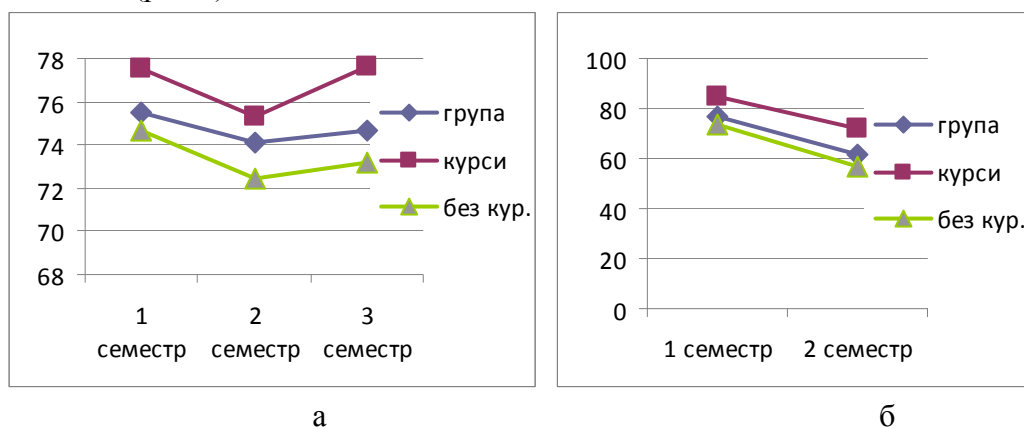 78
76
74
72
70
68
1 семестр
2 семестр
3 семестр
група
курси
без кур.
100
80
60
40
20
0
1 семестр
2 семестр
група
курси
без кур.
а
б